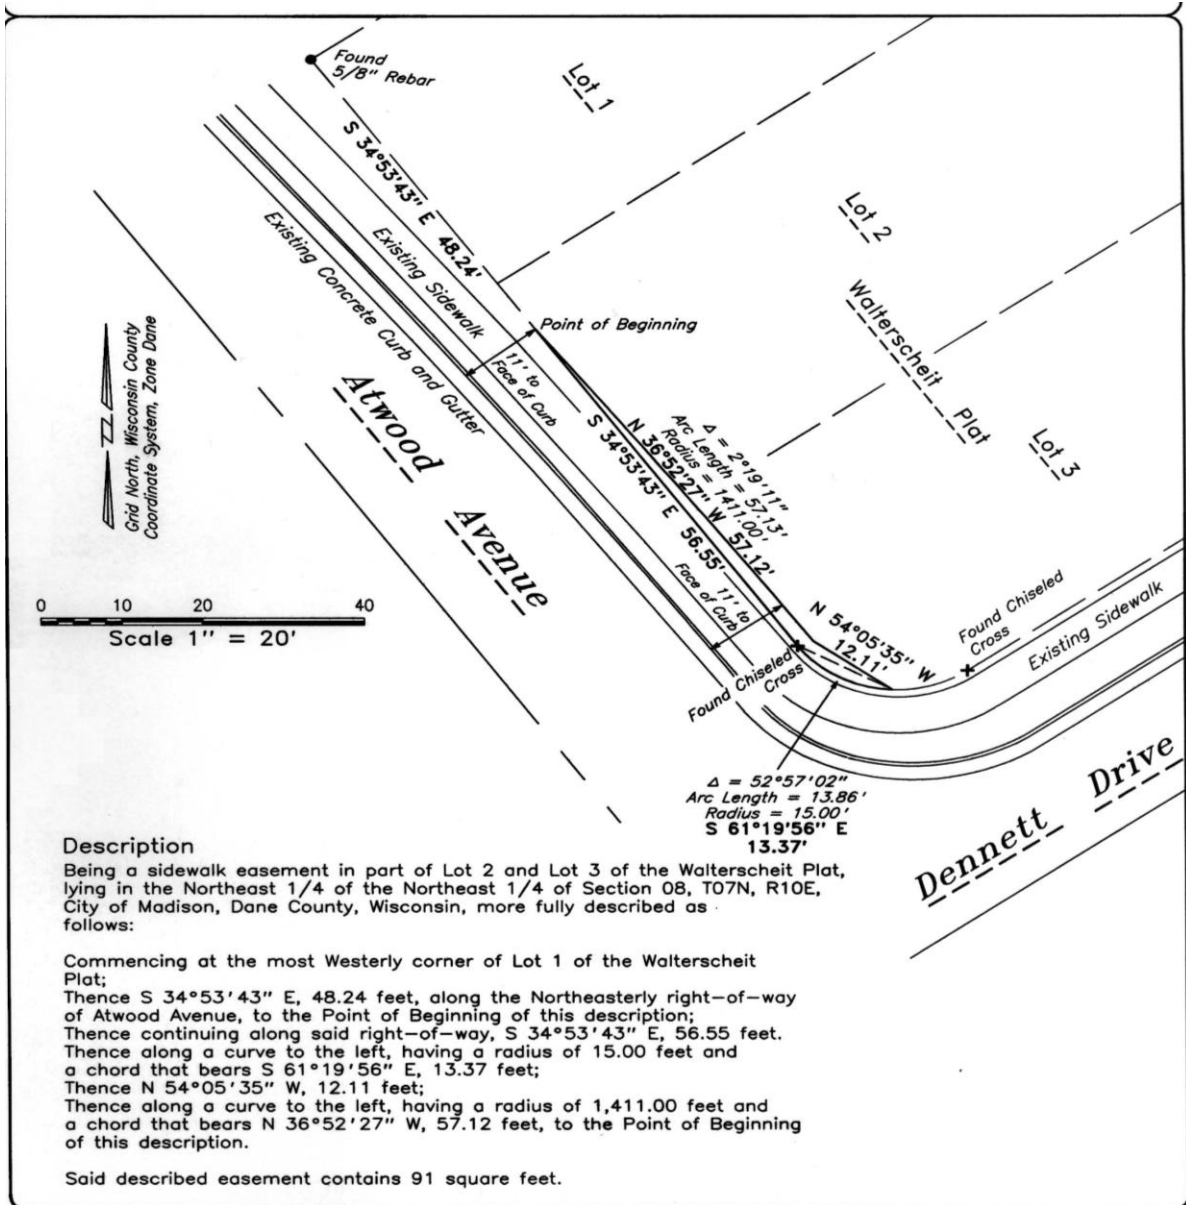 Found
5/8" Rebar
Lot 1
S 34°53'43" E 48.24'
Lot 2
Existing Sidewalk
Existing Concrete Curb and Gutter
Point of Beginning
Walterscheit Plat
Grid North, Wisconsin County
Coordinate System, Zone Dane
11' to
Face of Curb
Atwood Avenue
Δ = 2°19'11"
Arc Length = 57.13'
Radius = 1411.00'
N 36°52'27" W 57.12'
S 34°53'43" E 56.55'
Lot 3
11' to
Face of Curb
0 10 20 40
Scale 1" = 20'
N 54°05'35" W
12.11'
Found Chiseled
Cross
Found Chiseled
Cross
Existing Sidewalk
Δ = 52°57'02"
Arc Length = 13.86'
Radius = 15.00'
S 61°19'56" E
13.37'
Dennett Drive
Description
Being a sidewalk easement in part of Lot 2 and Lot 3 of the Walterscheit Plat,
lying in the Northeast 1/4 of the Northeast 1/4 of Section 08, T07N, R10E,
City of Madison, Dane County, Wisconsin, more fully described as
follows:
Commencing at the most Westerly corner of Lot 1 of the Walterscheit
Plat;
Thence S 34°53'43" E, 48.24 feet, along the Northeasterly right-of-way
of Atwood Avenue, to the Point of Beginning of this description;
Thence continuing along said right-of-way, S 34°53'43" E, 56.55 feet.
Thence along a curve to the left, having a radius of 15.00 feet and
a chord that bears S 61°19'56" E, 13.37 feet;
Thence N 54°05'35" W, 12.11 feet;
Thence along a curve to the left, having a radius of 1,411.00 feet and
a chord that bears N 36°52'27" W, 57.12 feet, to the Point of Beginning
of this description.
Said described easement contains 91 square feet.